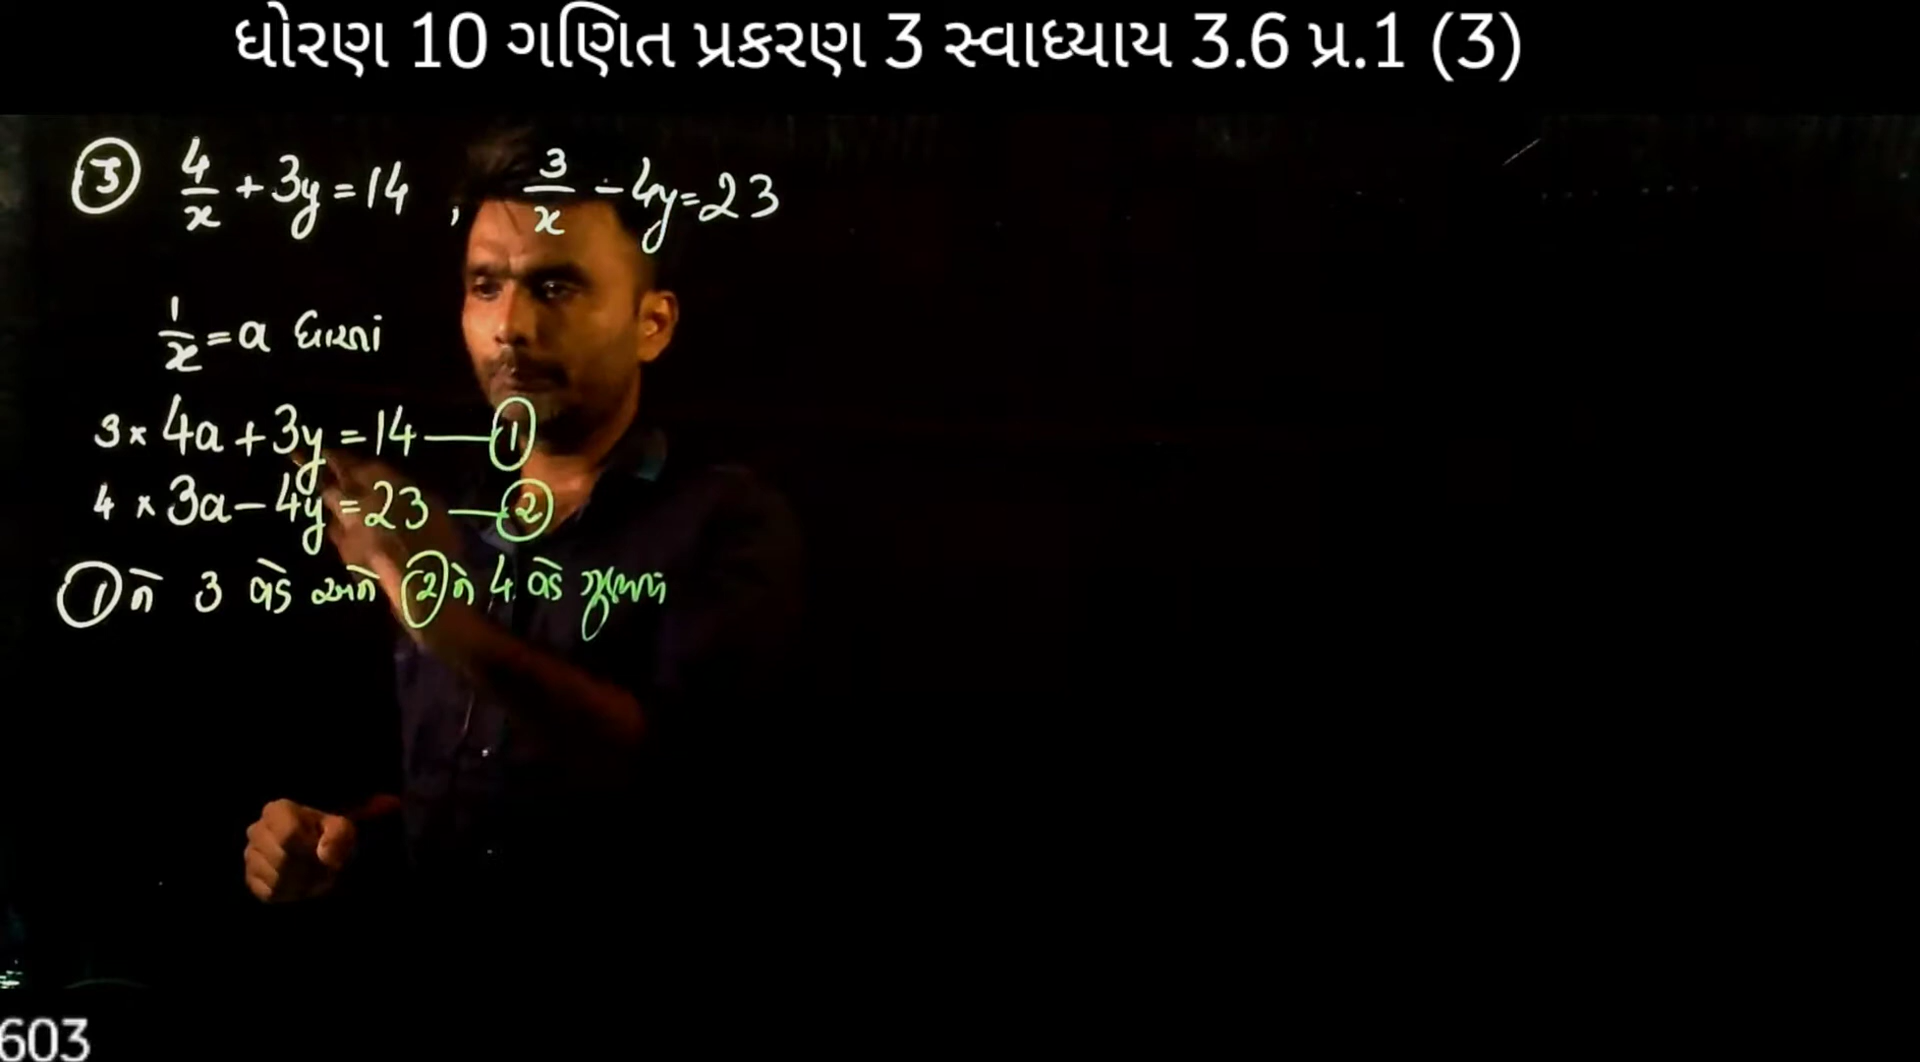 ધોરણ 10 ગણિત પ્રકરણ 3 સ્વાધ્યાય 3.6 પ્ર.1 (3)
③ 4/x + 3y = 14 , 3/x - 4y = 23
1/x = a ધારતાં
3 × 4a + 3y = 14 — ①
4 × 3a - 4y = 23 — ②
① ને 3 વડે અને ② ને 4 વડે ગુણતાં
603